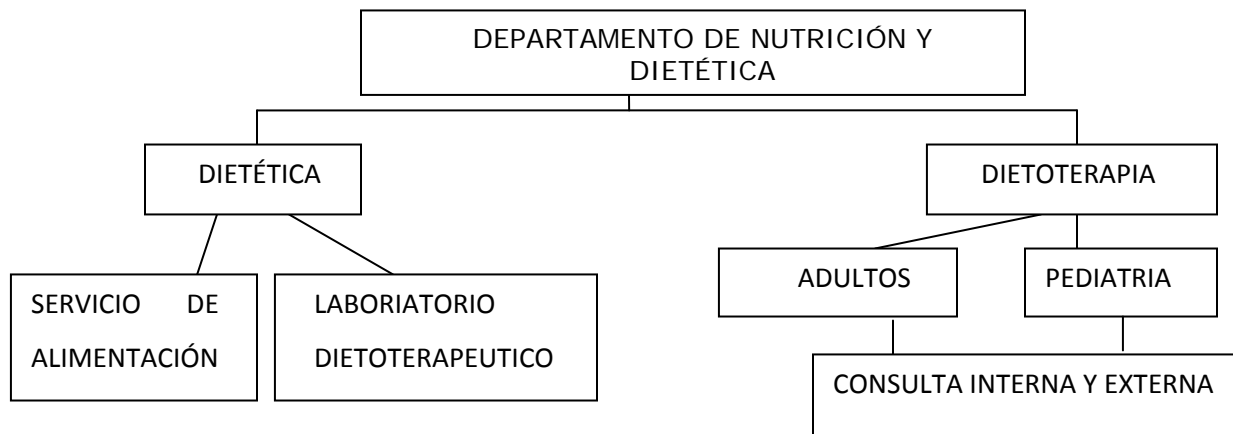 DEPARTAMENTO DE NUTRICIÓN Y
DIETÉTICA
DIETÉTICA
DIETOTERAPIA
SERVICIO DE
ALIMENTACIÓN
LABORIATORIO
DIETOTERAPEUTICO
ADULTOS
PEDIATRIA
CONSULTA INTERNA Y EXTERNA